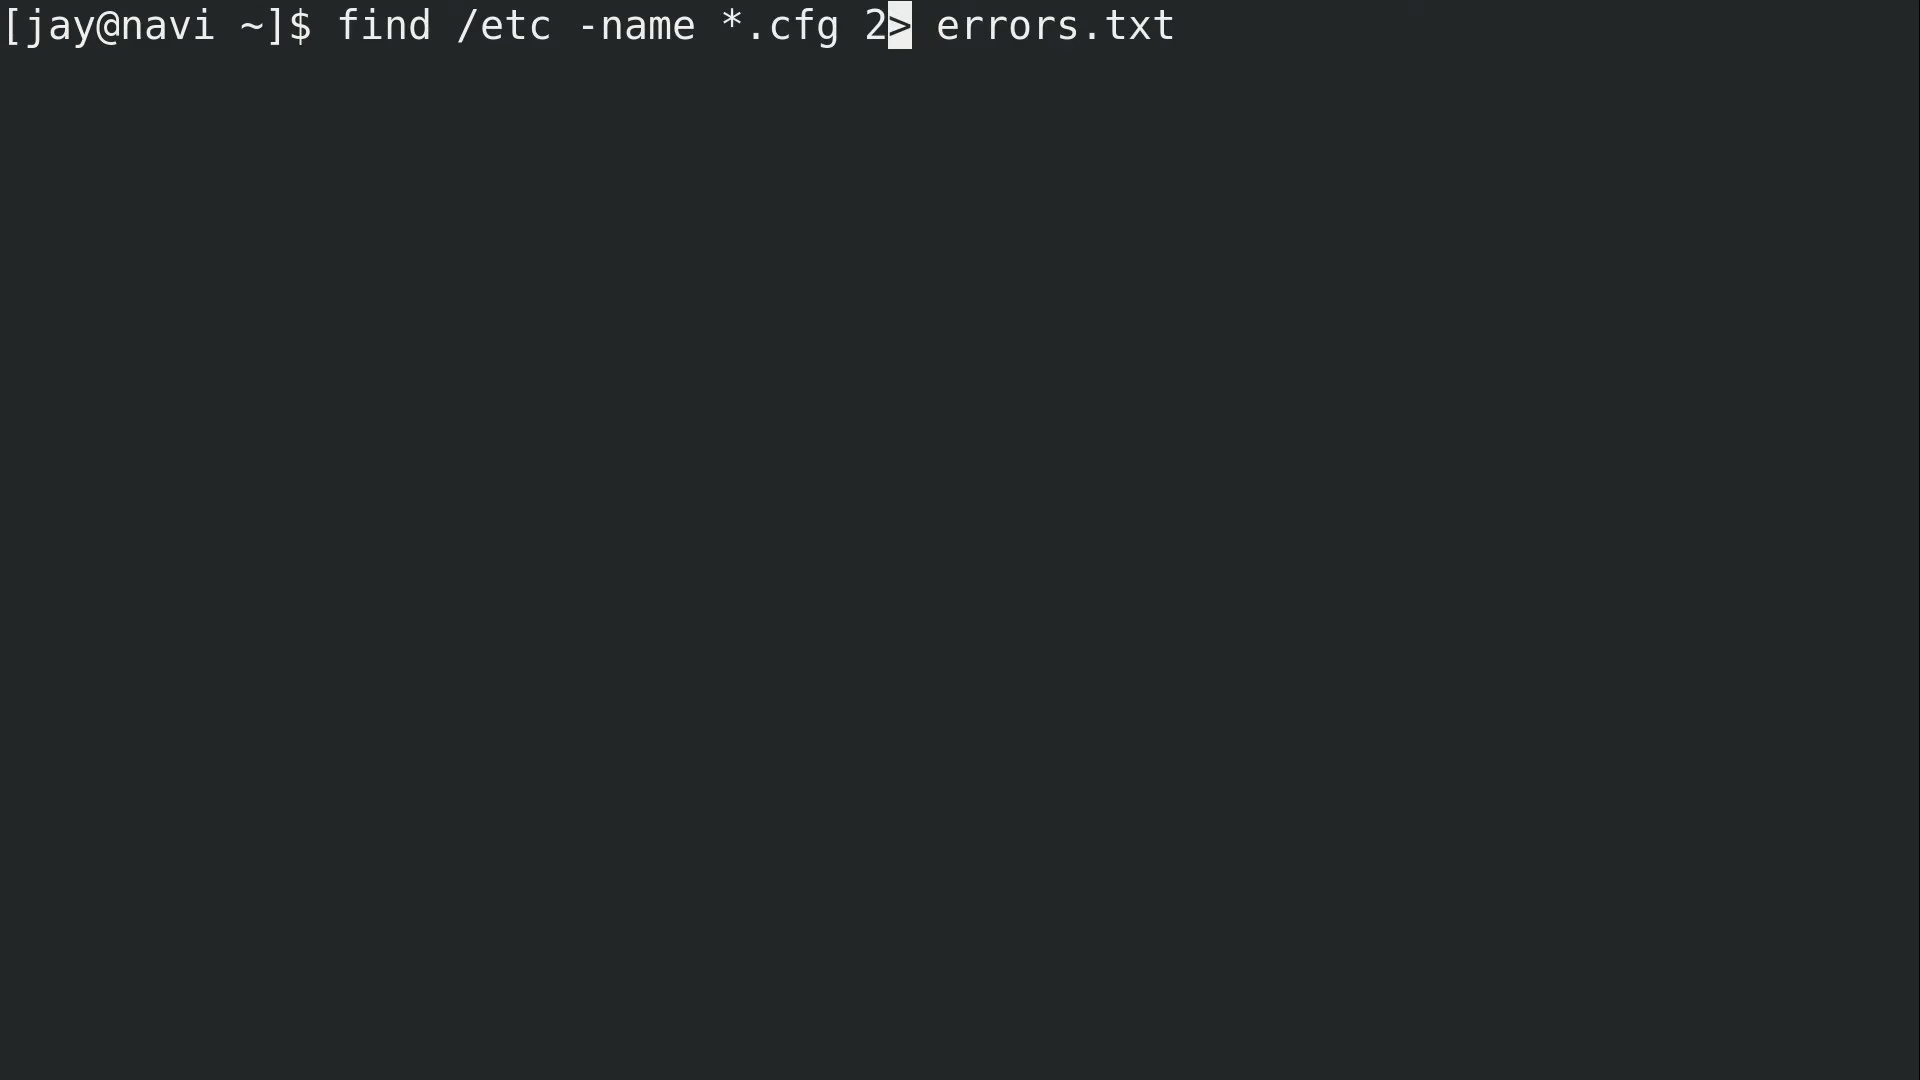 [jay@navi ~]$ find /etc -name *.cfg 2> errors.txt